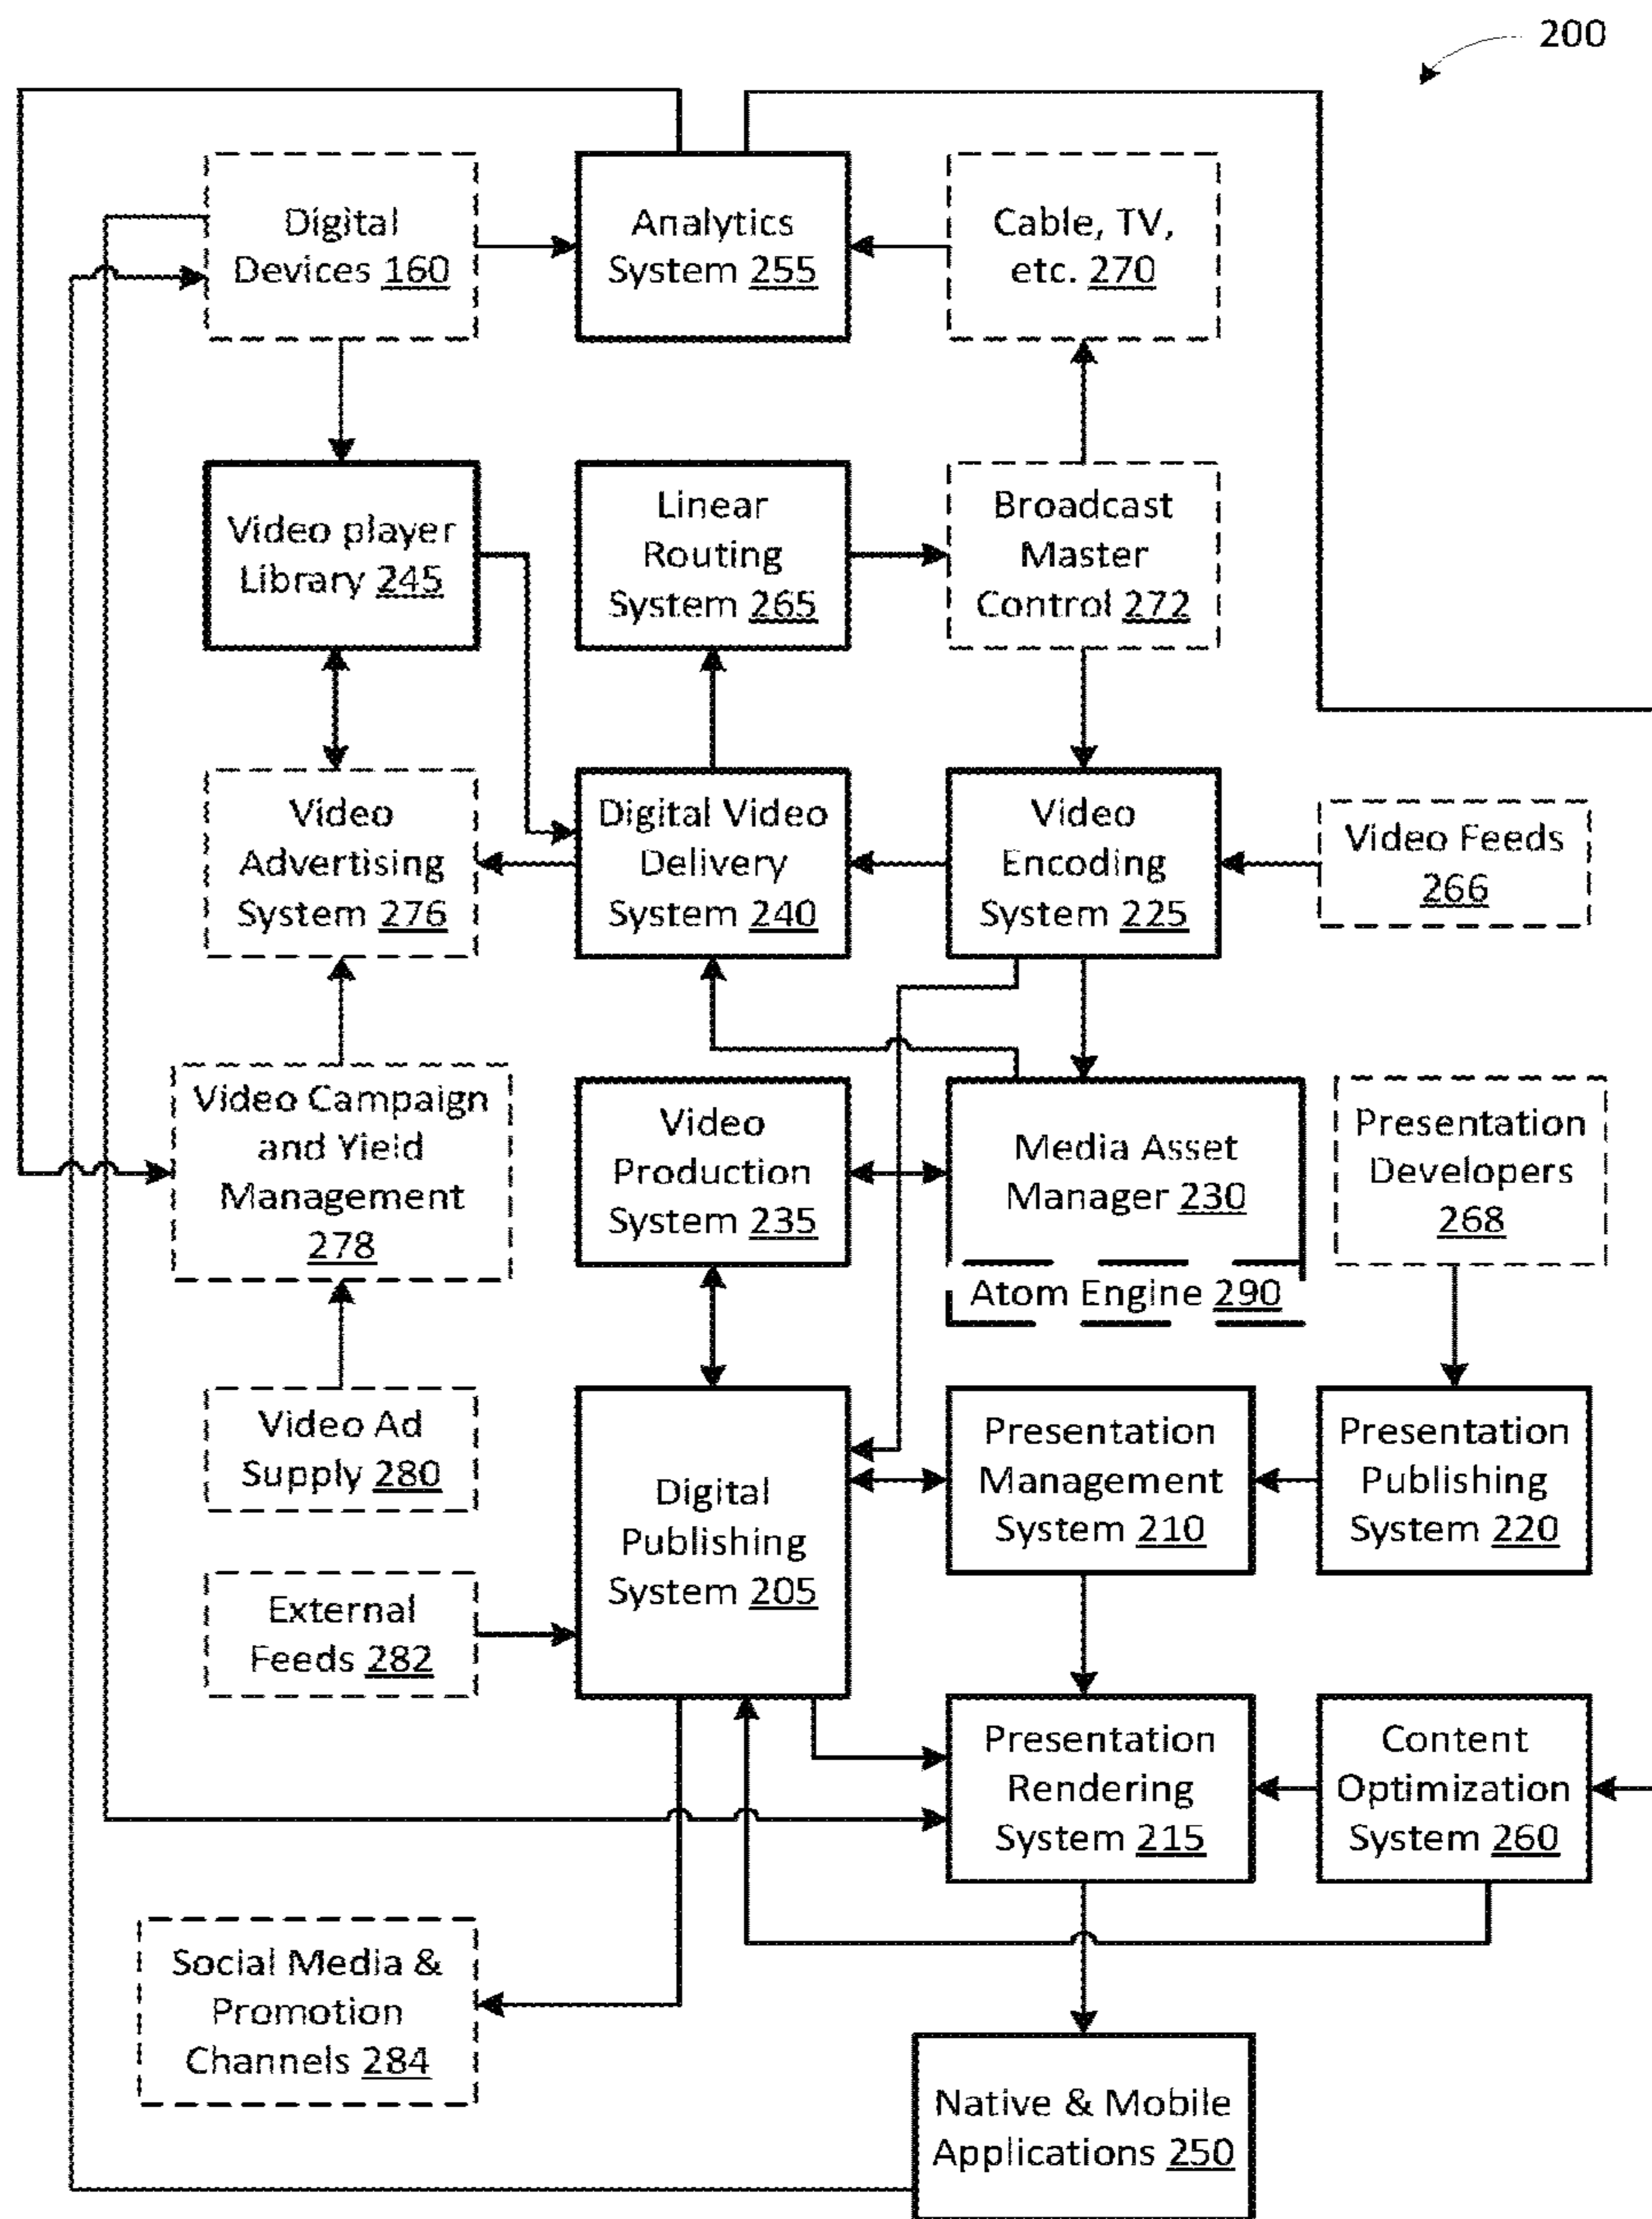 200
Digital
Devices 160
Analytics
System 255
Cable, TV,
etc. 270
Video player
Library 245
Linear
Routing
System 265
Broadcast
Master
Control 272
Video
Advertising
System 276
Digital Video
Delivery
System 240
Video
Encoding
System 225
Video Feeds
266
Video Campaign
and Yield
Management
278
Video
Production
System 235
Media Asset
Manager 230
Atom Engine 290
Presentation
Developers
268
Video Ad
Supply 280
Digital
Publishing
System 205
Presentation
Management
System 210
Presentation
Publishing
System 220
External
Feeds 282
Presentation
Rendering
System 215
Content
Optimization
System 260
Social Media &
Promotion
Channels 284
Native & Mobile
Applications 250